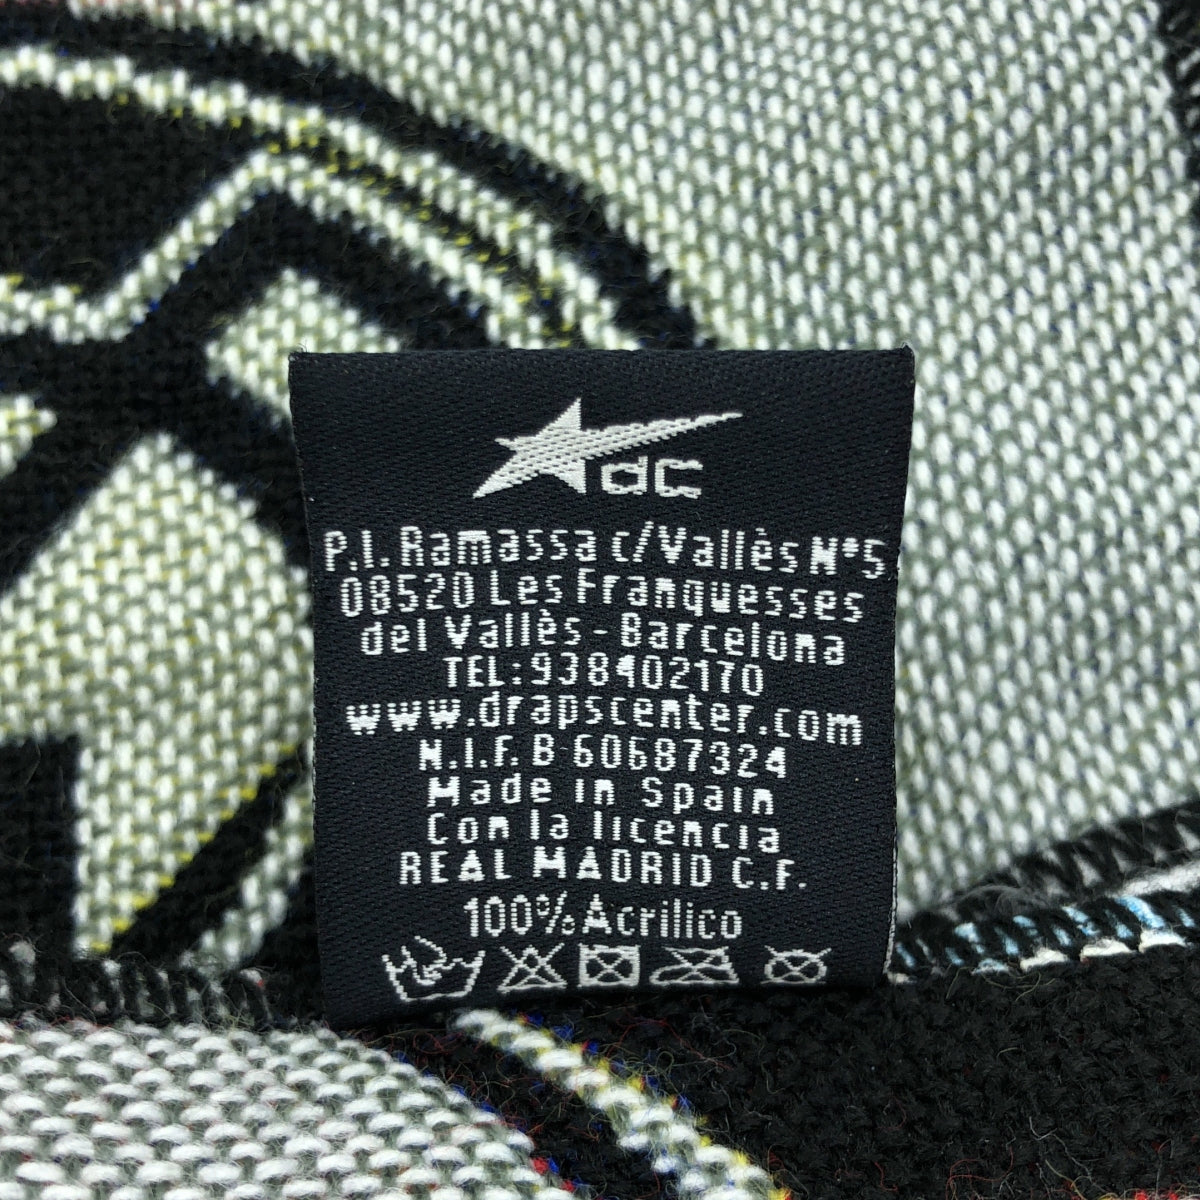 dc
P.I. Ramassa c/Vallès Nº5
08520 Les Franquesses
del Vallès - Barcelona
TEL: 938402170
www.drapscenter.com
N.I.F. B-60687324
Made in Spain
Con la licencia
REAL MADRID C.F.
100% Acrilico